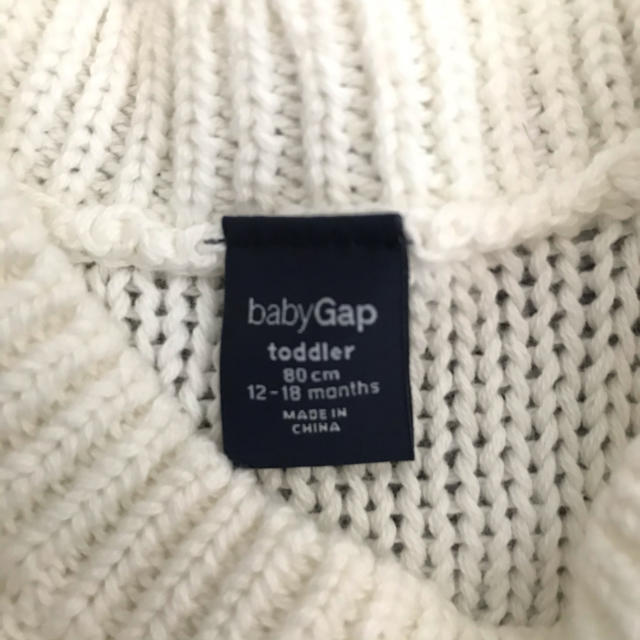 babyGap
toddler
80 cm
12-18 months
MADE IN
CHINA